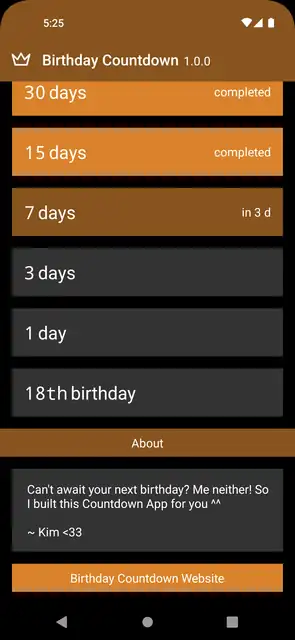 5:25
Birthday Countdown 1.0.0
30 days completed
15 days completed
7 days in 3 d
3 days
1 day
18th birthday
About
Can't await your next birthday? Me neither! So
I built this Countdown App for you ^^
~ Kim <33
Birthday Countdown Website